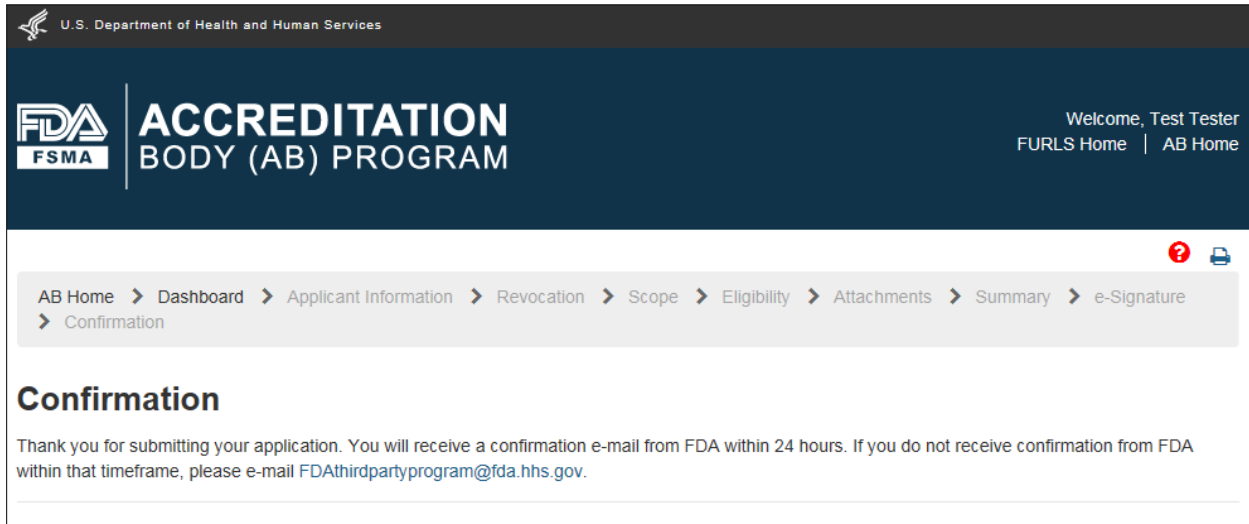 U.S. Department of Health and Human Services
FDA
FSMA
ACCREDITATION
BODY (AB) PROGRAM
Welcome, Test Tester
FURLS Home | AB Home
?
AB Home > Dashboard > Applicant Information > Revocation > Scope > Eligibility > Attachments > Summary > e-Signature
> Confirmation
Confirmation
Thank you for submitting your application. You will receive a confirmation e-mail from FDA within 24 hours. If you do not receive confirmation from FDA
within that timeframe, please e-mail FDAthirdpartyprogram@fda.hhs.gov.